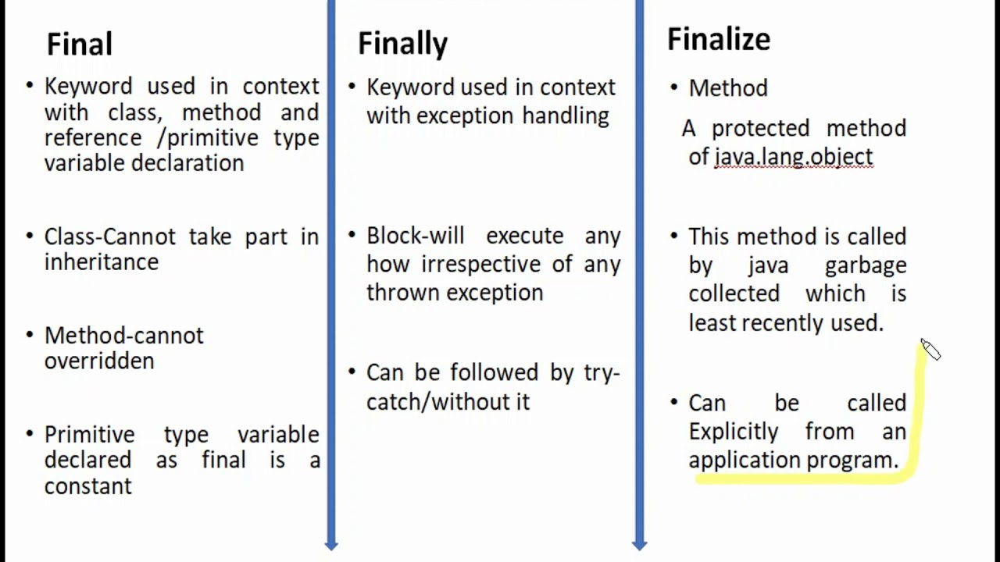 Final
• Keyword used in context
with class, method and
reference /primitive type
variable declaration
• Class-Cannot take part in
inheritance
• Method-cannot
overridden
• Primitive type variable
declared as final is a
constant
Finally
• Keyword used in context
with exception handling
• Block-will execute any
how irrespective of any
thrown exception
• Can be followed by try-
catch/without it
Finalize
• Method
A protected method
of java.lang.object
• This method is called
by java garbage
collected which is
least recently used.
• Can be called
Explicitly from an
application program.